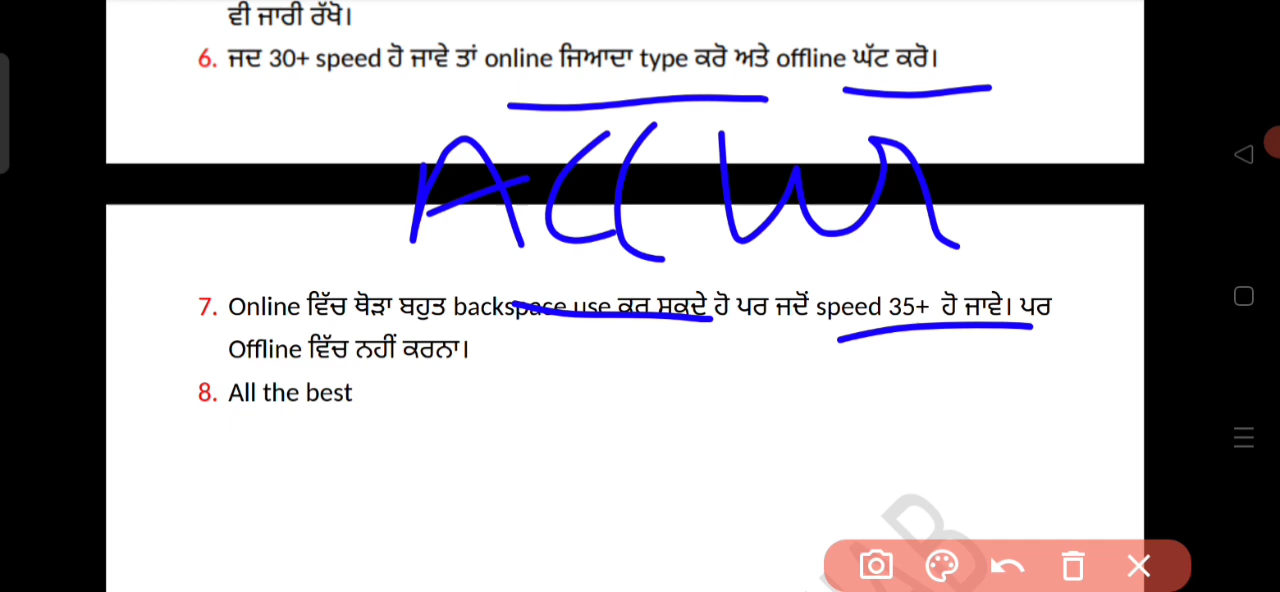 ਵੀ ਜਾਰੀ ਰੱਖੋ।
6. ਜਦ 30+ speed ਹੋ ਜਾਵੇ ਤਾਂ online ਜਿਆਦਾ type ਕਰੋ ਅਤੇ offline ਘੱਟ ਕਰੋ।
7. Online ਵਿੱਚ ਥੋੜਾ ਬਹੁਤ backspace use ਕਰ ਸਕਦੇ ਹੋ ਪਰ ਜਦੋਂ speed 35+ ਹੋ ਜਾਵੇ। ਪਰ
Offline ਵਿੱਚ ਨਹੀਂ ਕਰਨਾ।
8. All the best